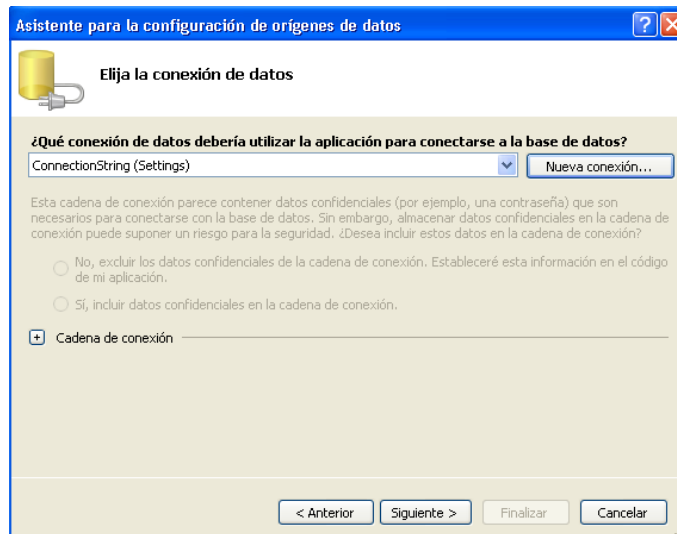 Asistente para la configuración de orígenes de datos
Elija la conexión de datos
¿Qué conexión de datos debería utilizar la aplicación para conectarse a la base de datos?
ConnectionString (Settings)
Nueva conexión...
Esta cadena de conexión parece contener datos confidenciales (por ejemplo, una contraseña) que son
necesarios para conectarse con la base de datos. Sin embargo, almacenar datos confidenciales en la cadena de
conexión puede suponer un riesgo para la seguridad. ¿Desea incluir estos datos en la cadena de conexión?
No, excluir los datos confidenciales de la cadena de conexión. Estableceré esta información en el código
de mi aplicación.
Sí, incluir datos confidenciales en la cadena de conexión.
Cadena de conexión
< Anterior
Siguiente >
Finalizar
Cancelar